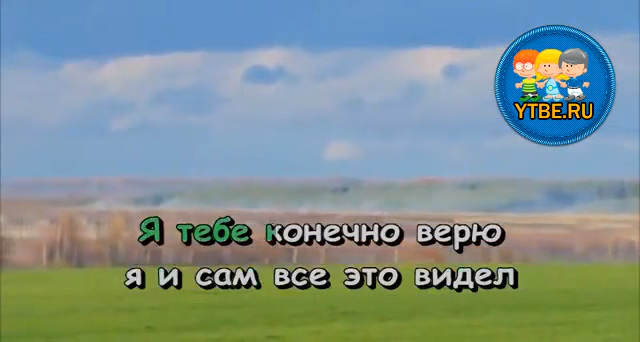 YTBE.RU
Я тебе конечно верю
я и сам все это видел